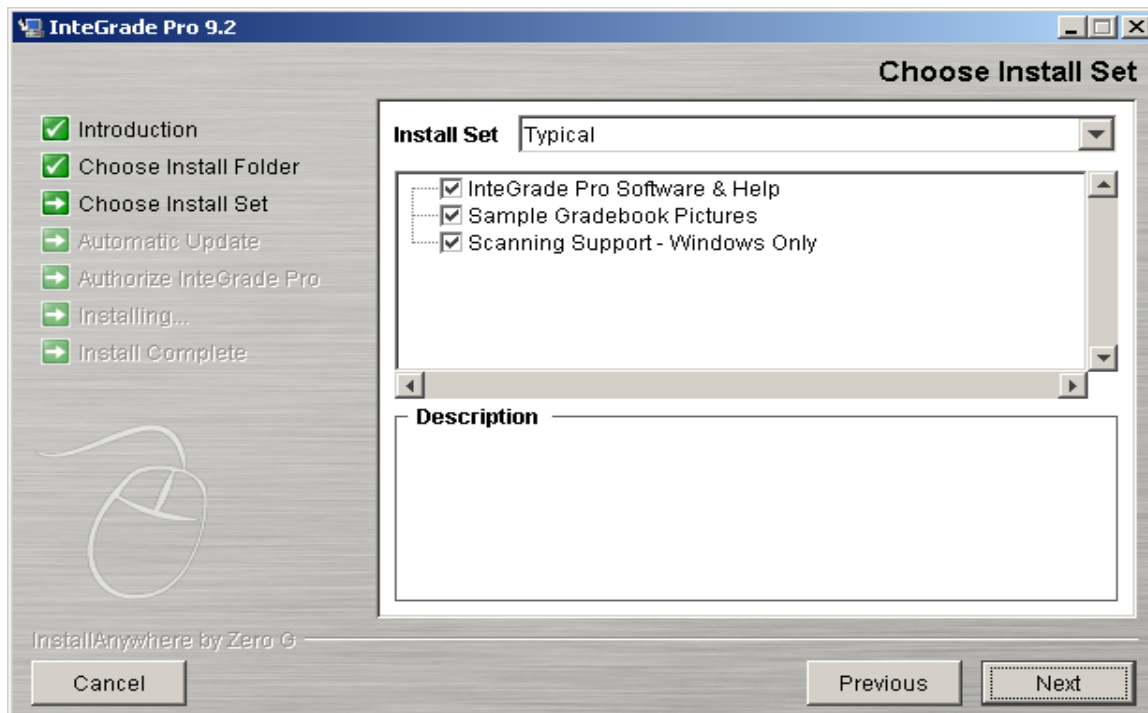 InteGrade Pro 9.2
Choose Install Set
Introduction
Choose Install Folder
Choose Install Set
Automatic Update
Authorize InteGrade Pro
Installing...
Install Complete
Install Set Typical
InteGrade Pro Software & Help
Sample Gradebook Pictures
Scanning Support - Windows Only
Description
InstallAnywhere by Zero G
Cancel Previous Next